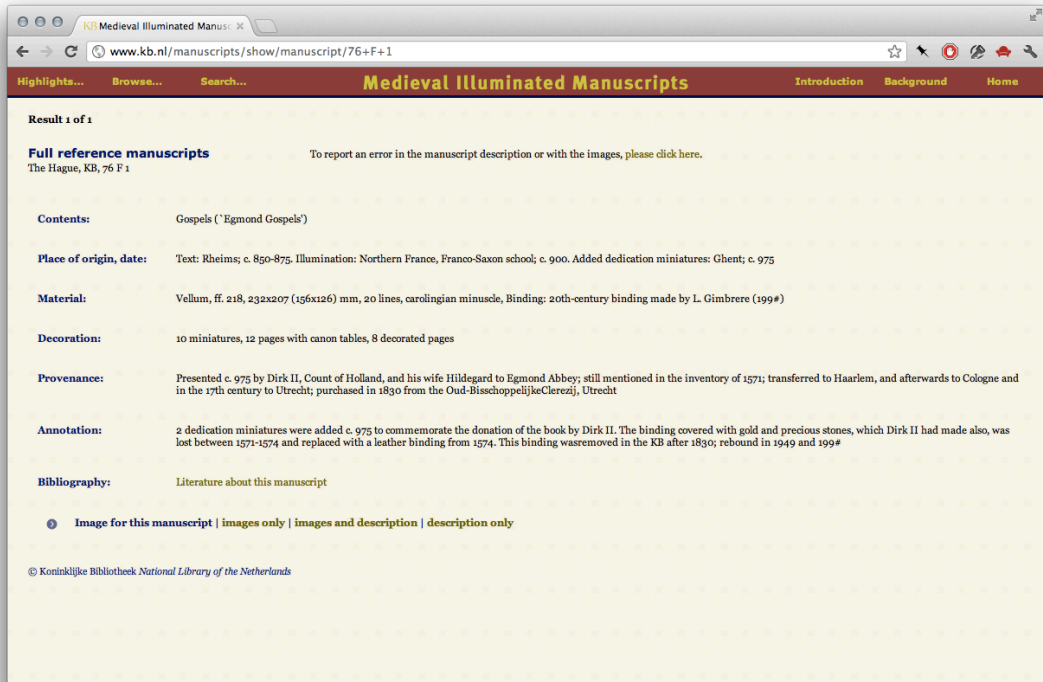 KB Medieval Illuminated Manusc
www.kb.nl/manuscripts/show/manuscript/76+F+1
Highlights... Browse... Search... Medieval Illuminated Manuscripts Introduction Background Home
Result 1 of 1
Full reference manuscripts To report an error in the manuscript description or with the images, please click here.
The Hague, KB, 76 F 1
Contents: Gospels (`Egmond Gospels')
Place of origin, date: Text: Rheims; c. 850-875. Illumination: Northern France, Franco-Saxon school; c. 900. Added dedication miniatures: Ghent; c. 975
Material: Vellum, ff. 218, 232x207 (156x126) mm, 20 lines, carolingian minuscle, Binding: 20th-century binding made by L. Gimbrere (199#)
Decoration: 10 miniatures, 12 pages with canon tables, 8 decorated pages
Provenance: Presented c. 975 by Dirk II, Count of Holland, and his wife Hildegard to Egmond Abbey; still mentioned in the inventory of 1571; transferred to Haarlem, and afterwards to Cologne and
in the 17th century to Utrecht; purchased in 1830 from the Oud-BisschoppelijkeClerezij, Utrecht
Annotation: 2 dedication miniatures were added c. 975 to commemorate the donation of the book by Dirk II. The binding covered with gold and precious stones, which Dirk II had made also, was
lost between 1571-1574 and replaced with a leather binding from 1574. This binding wasremoved in the KB after 1830; rebound in 1949 and 199#
Bibliography: Literature about this manuscript
Image for this manuscript | images only | images and description | description only
© Koninklijke Bibliotheek National Library of the Netherlands